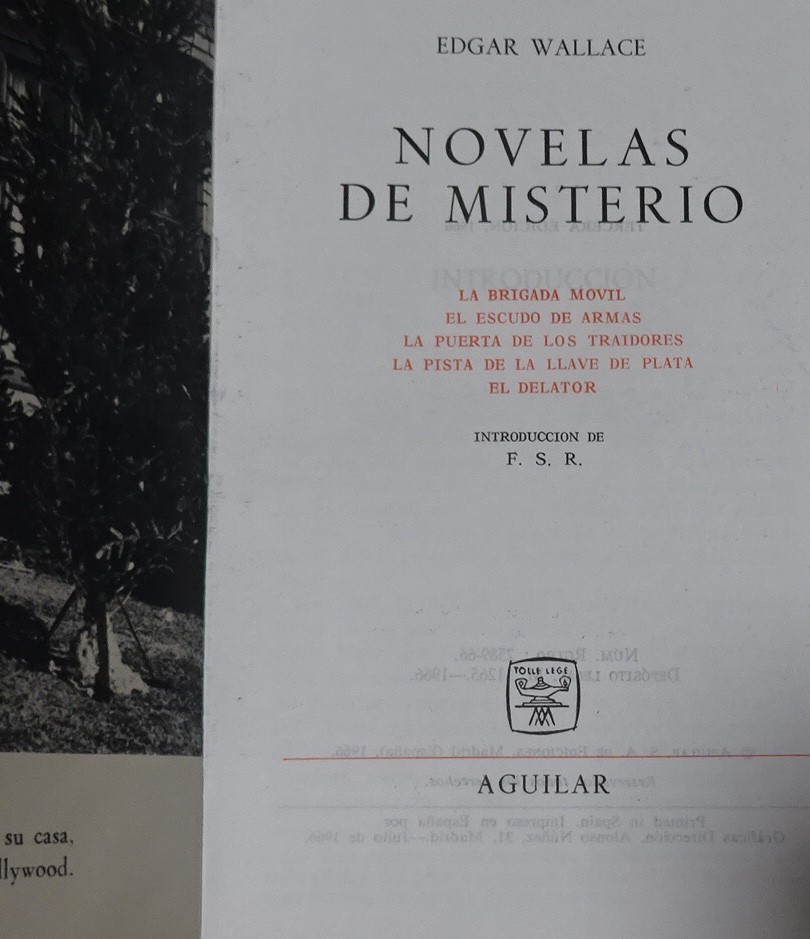 EDGAR WALLACE
NOVELAS
DE MISTERIO
LA BRIGADA MOVIL
EL ESCUDO DE ARMAS
LA PUERTA DE LOS TRAIDORES
LA PISTA DE LA LLAVE DE PLATA
EL DELATOR
INTRODUCCION DE
F. S. R.
TOLLE LEGE
AGUILAR
su casa,
llywood.